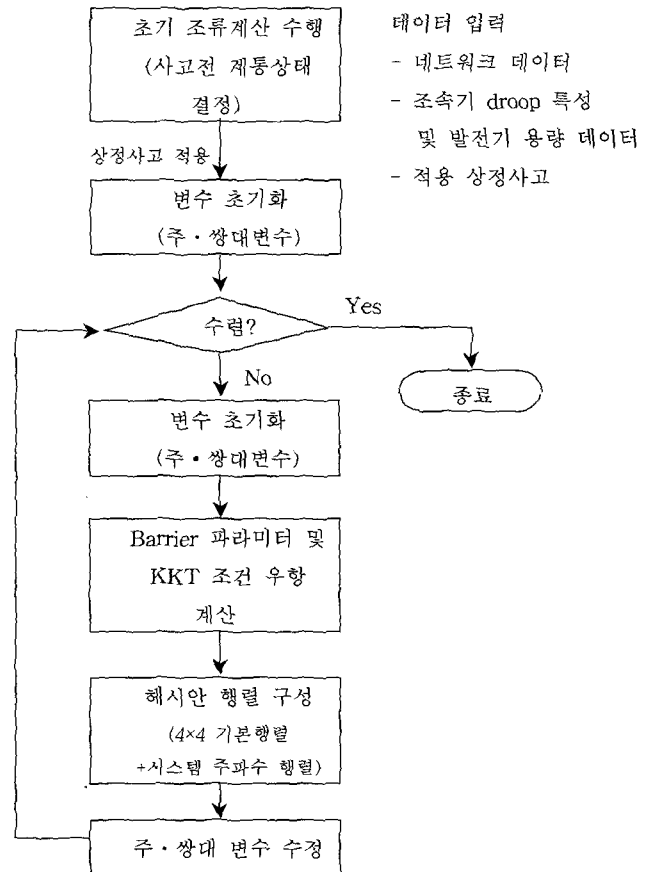 초기 조류계산 수행
(사고전 계통상태
결정)
데이터 입력
- 네트워크 데이터
- 조속기 droop 특성
및 발전기 용량 데이터
- 적용 상정사고
상정사고 적용
변수 초기화
(주·쌍대변수)
수렴?
Yes
종료
No
변수 초기화
(주·쌍대변수)
Barrier 파라미터 및
KKT 조건 우항
계산
헤시안 행렬 구성
(4×4 기본행렬
+시스템 주파수 행렬)
주·쌍대 변수 수정